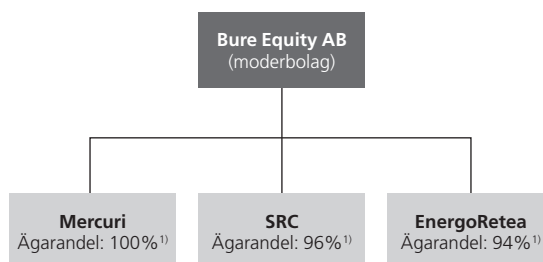 Bure Equity AB
(moderbolag)
Mercuri
Ägarandel: 100%1)
SRC
Ägarandel: 96%1)
EnergoRetea
Ägarandel: 94%1)